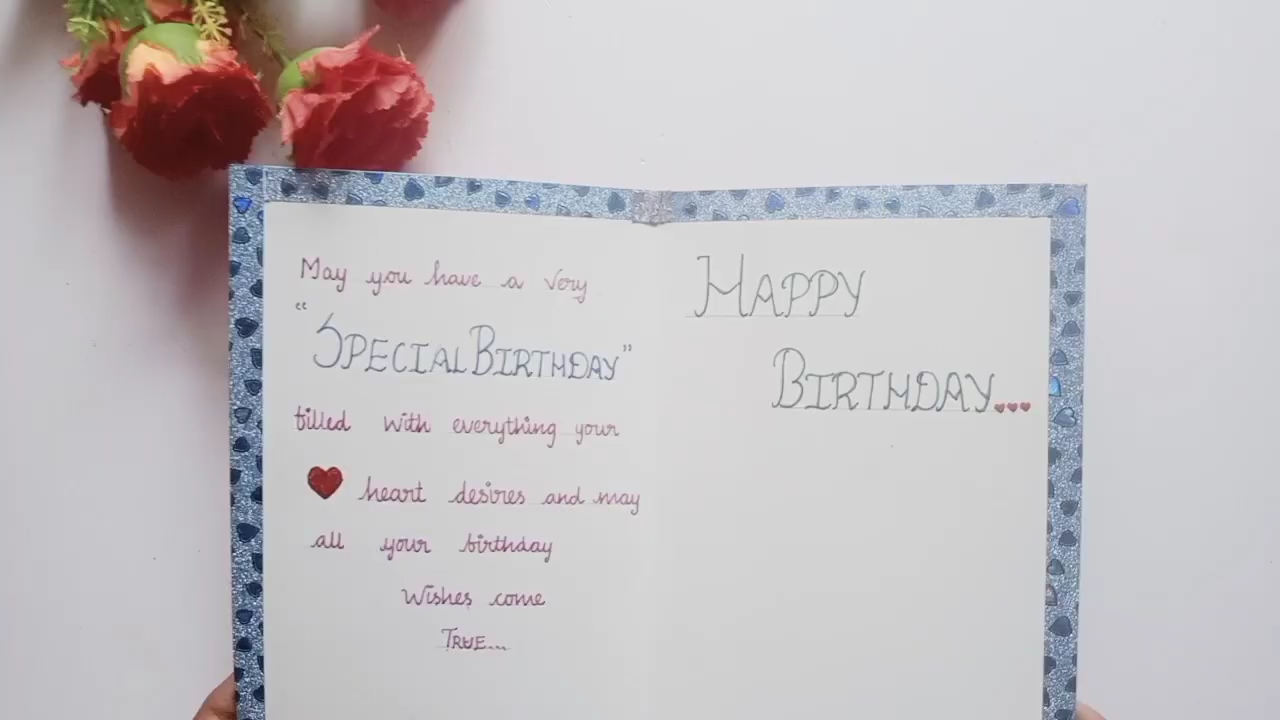 May you have a very
"SPECIAL BIRTHDAY"
filled with everything your
heart desires and may
all your birthday
Wishes come
TRUE...
HAPPY
BIRTHDAY...